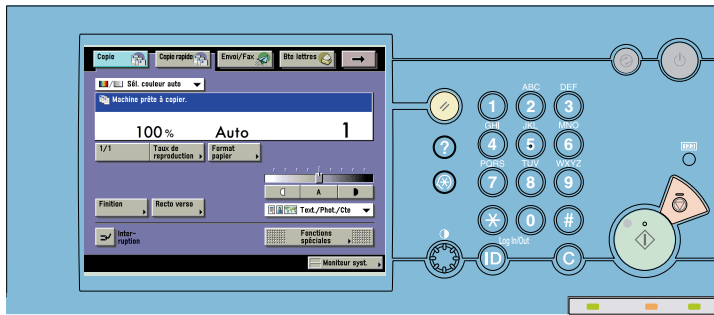 Copie
Copie rapide
Envoi/Fax
Bte lettres
Sél. couleur auto
Machine prête à copier.
100 % Auto 1
1/1
Taux de
reproduction
Format
papier
A
Finition
Recto verso
Text./Phot./Cte
Inter-
ruption
Fonctions
spéciales
Moniteur syst.
ABC DEF
1 2 3
GHI JKL MNO
4 5 6
PQRS TUV WXYZ
7 8 9
0 #
Log In/Out
ID C
?
123